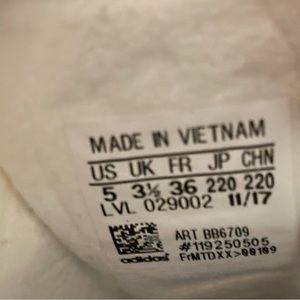 MADE IN VIETNAM
US UK FR JP CHN
5 3½ 36 220 220
LVL 029002 11/17
ART BB6709
#119250505
adidas FrMTDXX>00109